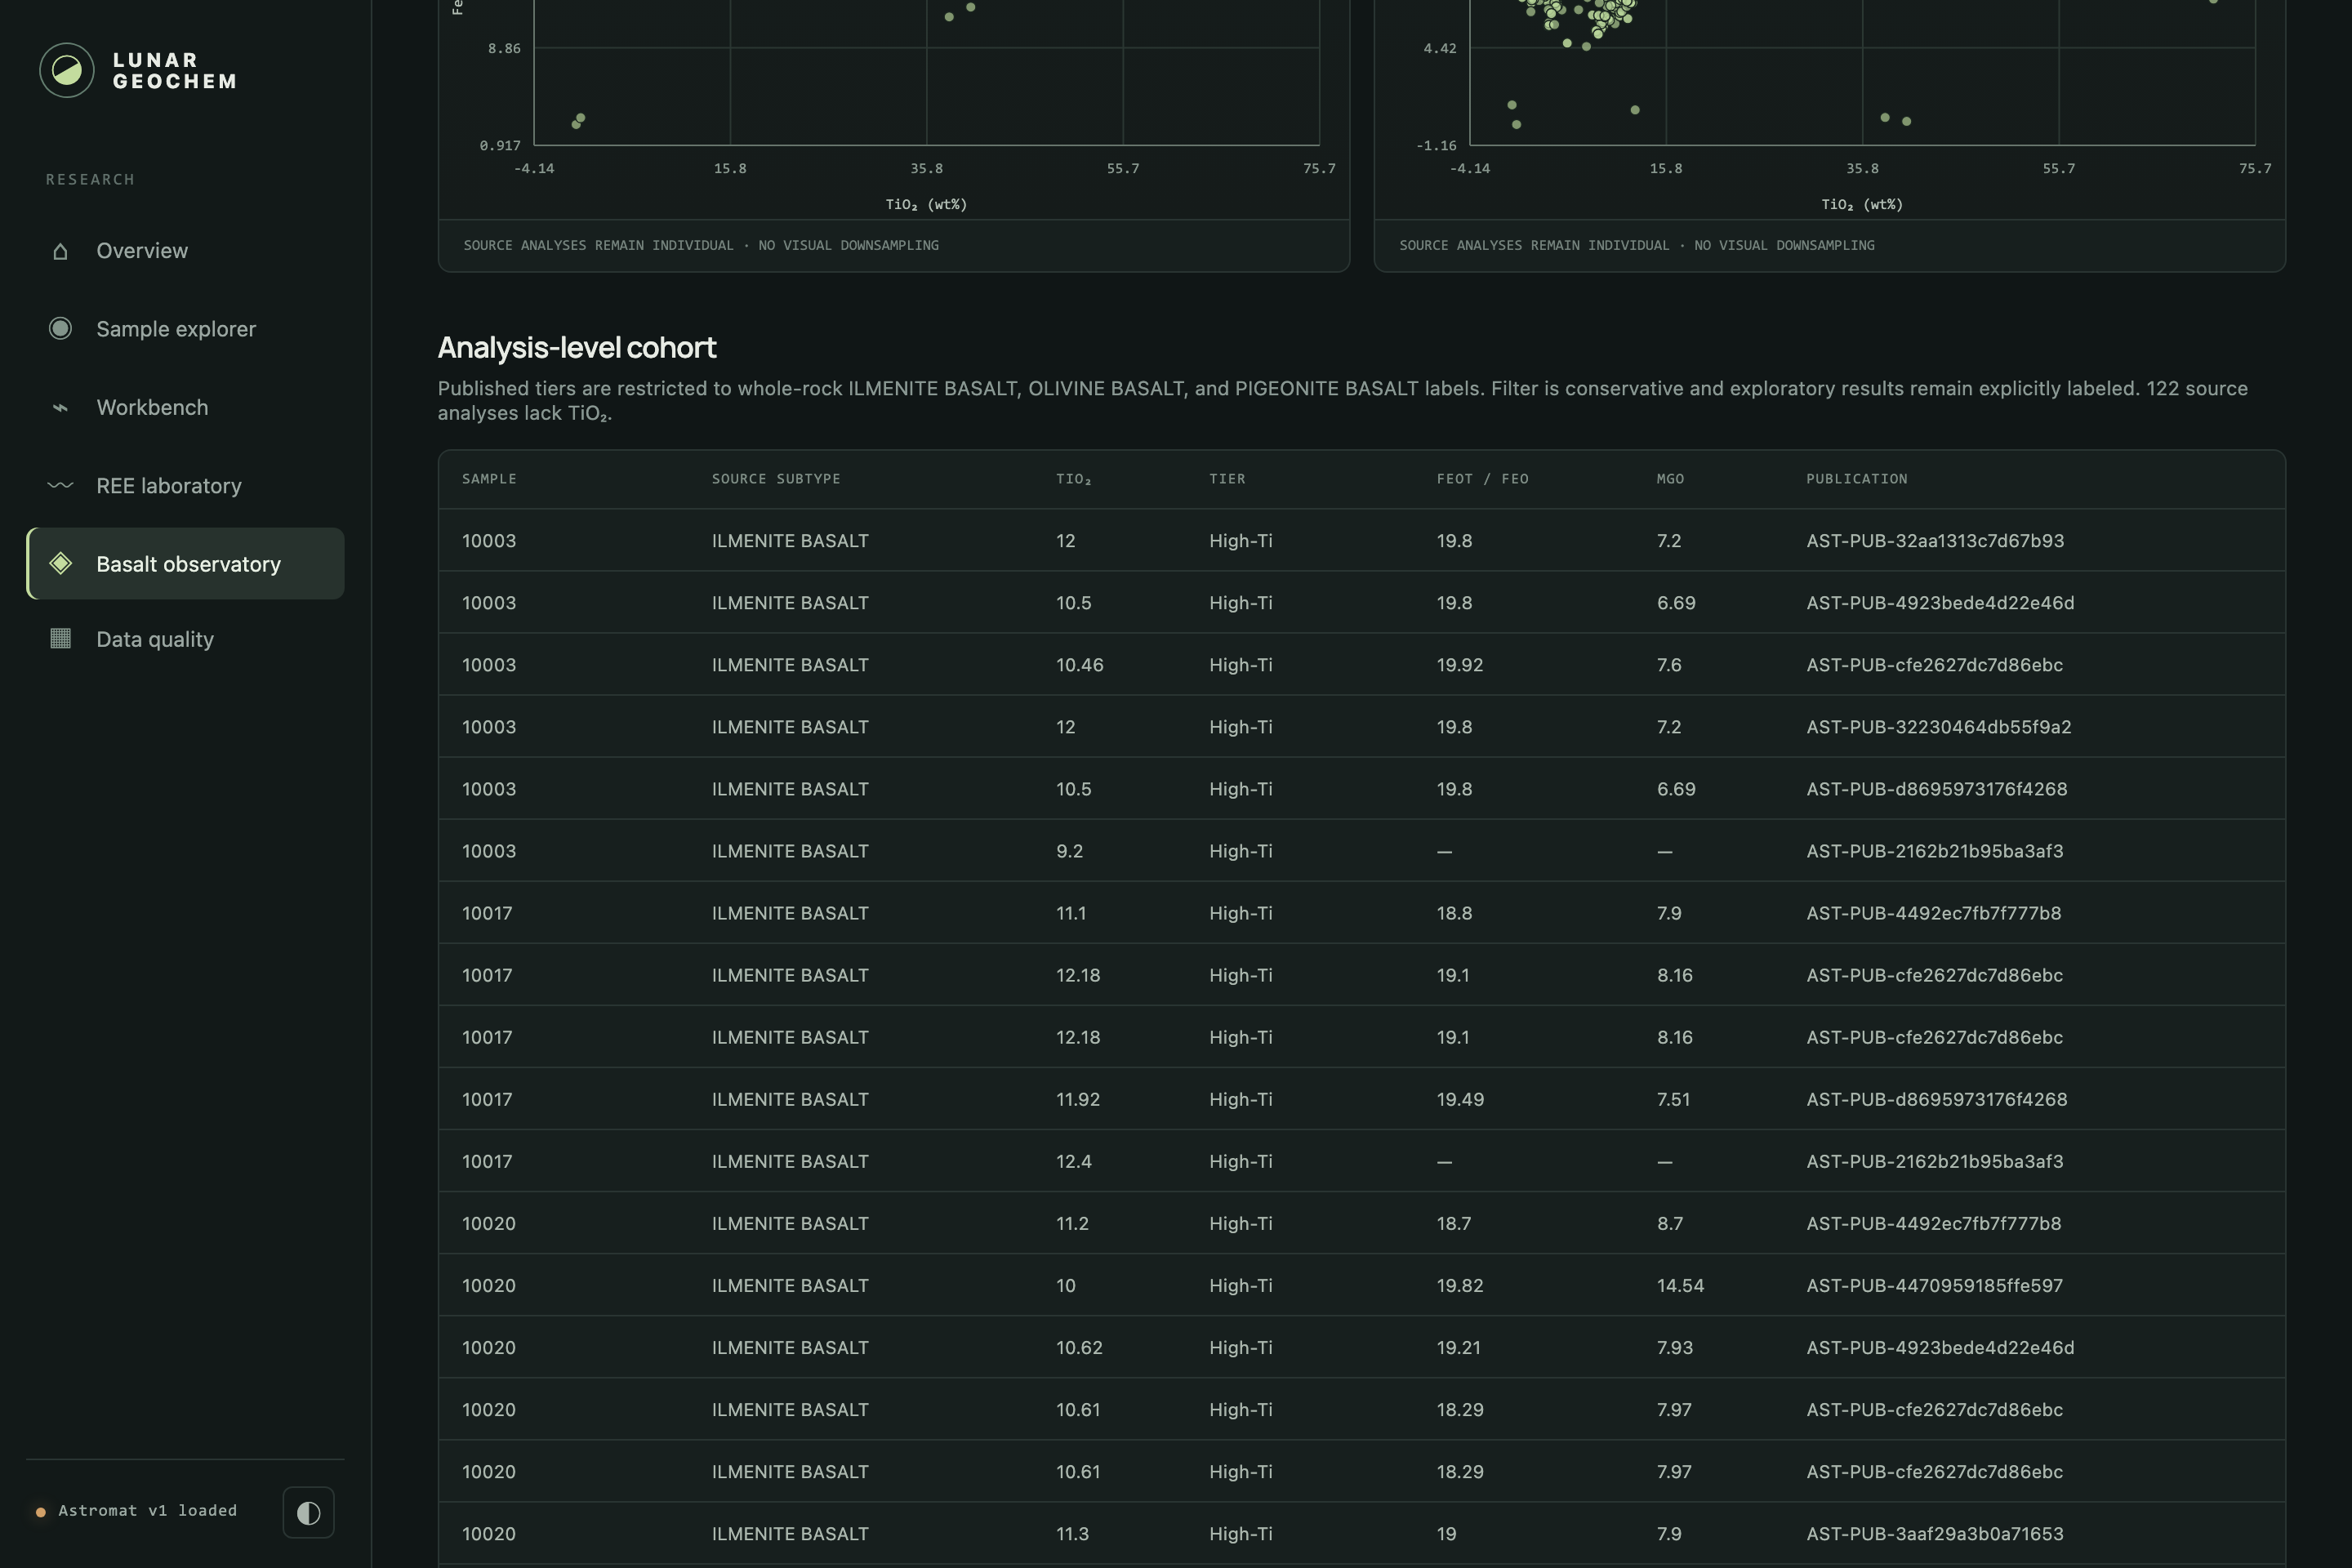 LUNAR
GEOCHEM
RESEARCH
Overview
Sample explorer
Workbench
REE laboratory
Basalt observatory
Data quality
Astromat v1 loaded
Fe
8.86
0.917
-4.14 15.8 35.8 55.7 75.7
TiO₂ (wt%)
SOURCE ANALYSES REMAIN INDIVIDUAL · NO VISUAL DOWNSAMPLING
4.42
-1.16
-4.14 15.8 35.8 55.7 75.7
TiO₂ (wt%)
SOURCE ANALYSES REMAIN INDIVIDUAL · NO VISUAL DOWNSAMPLING
Analysis-level cohort
Published tiers are restricted to whole-rock ILMENITE BASALT, OLIVINE BASALT, and PIGEONITE BASALT labels. Filter is conservative and exploratory results remain explicitly labeled. 122 source
analyses lack TiO₂.
SAMPLE SOURCE SUBTYPE TIO₂ TIER FEOT / FEO MGO PUBLICATION
10003 ILMENITE BASALT 12 High-Ti 19.8 7.2 AST-PUB-32aa1313c7d67b93
10003 ILMENITE BASALT 10.5 High-Ti 19.8 6.69 AST-PUB-4923bede4d22e46d
10003 ILMENITE BASALT 10.46 High-Ti 19.92 7.6 AST-PUB-cfe2627dc7d86ebc
10003 ILMENITE BASALT 12 High-Ti 19.8 7.2 AST-PUB-32230464db55f9a2
10003 ILMENITE BASALT 10.5 High-Ti 19.8 6.69 AST-PUB-d8695973176f4268
10003 ILMENITE BASALT 9.2 High-Ti — — AST-PUB-2162b21b95ba3af3
10017 ILMENITE BASALT 11.1 High-Ti 18.8 7.9 AST-PUB-4492ec7fb7f777b8
10017 ILMENITE BASALT 12.18 High-Ti 19.1 8.16 AST-PUB-cfe2627dc7d86ebc
10017 ILMENITE BASALT 12.18 High-Ti 19.1 8.16 AST-PUB-cfe2627dc7d86ebc
10017 ILMENITE BASALT 11.92 High-Ti 19.49 7.51 AST-PUB-d8695973176f4268
10017 ILMENITE BASALT 12.4 High-Ti — — AST-PUB-2162b21b95ba3af3
10020 ILMENITE BASALT 11.2 High-Ti 18.7 8.7 AST-PUB-4492ec7fb7f777b8
10020 ILMENITE BASALT 10 High-Ti 19.82 14.54 AST-PUB-4470959185ffe597
10020 ILMENITE BASALT 10.62 High-Ti 19.21 7.93 AST-PUB-4923bede4d22e46d
10020 ILMENITE BASALT 10.61 High-Ti 18.29 7.97 AST-PUB-cfe2627dc7d86ebc
10020 ILMENITE BASALT 10.61 High-Ti 18.29 7.97 AST-PUB-cfe2627dc7d86ebc
10020 ILMENITE BASALT 11.3 High-Ti 19 7.9 AST-PUB-3aaf29a3b0a71653